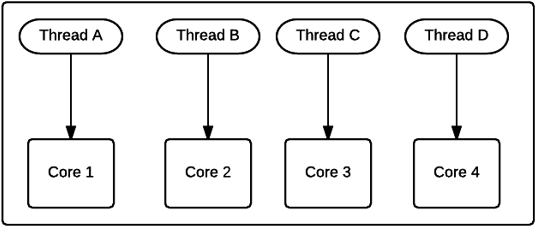 Thread A Thread B Thread C Thread D
Core 1 Core 2 Core 3 Core 4